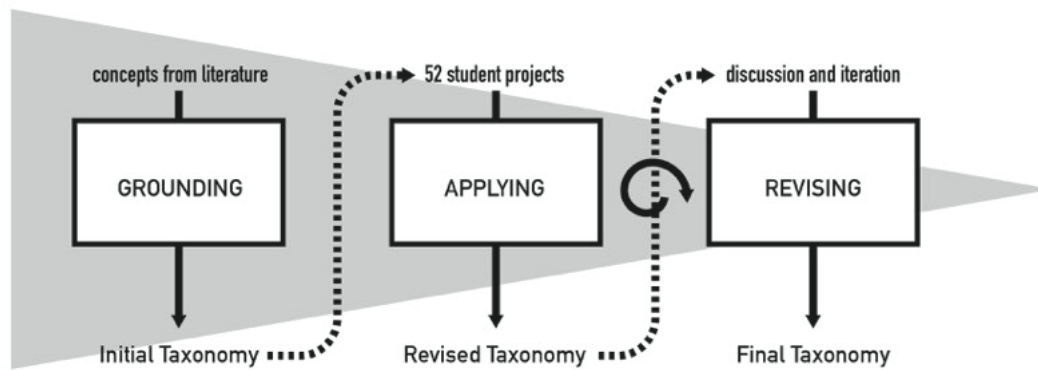 concepts from literature
52 student projects
discussion and iteration
GROUNDING
APPLYING
REVISING
Initial Taxonomy
Revised Taxonomy
Final Taxonomy